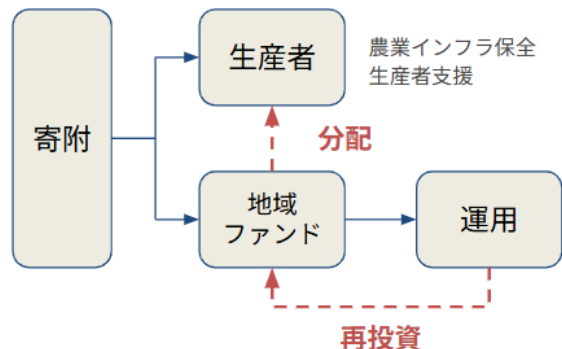 寄附
生産者
農業インフラ保全
生産者支援
分配
地域
ファンド
運用
再投資